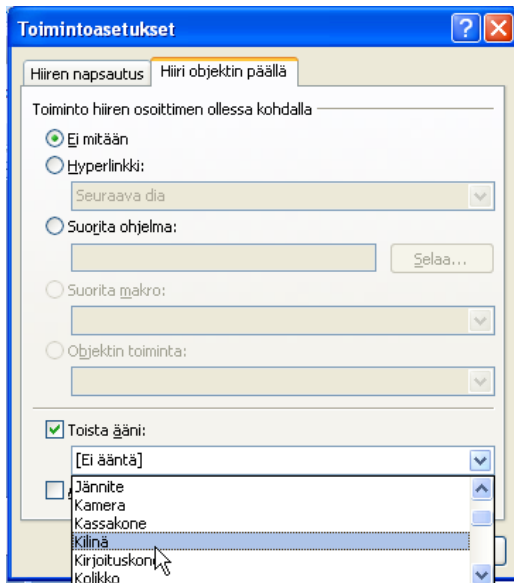 Toimintoasetukset
Hiiren napsautus
Hiiri objektin päällä
Toiminto hiiren osoittimen ollessa kohdalla
Ei mitään
Hyperlinkki:
Seuraava dia
Suorita ohjelma:
Selaa...
Suorita makro:
Objektin toiminta:
Toista ääni:
[Ei ääntä]
Jännite
Kamera
Kassakone
Kilinä
Kolikko